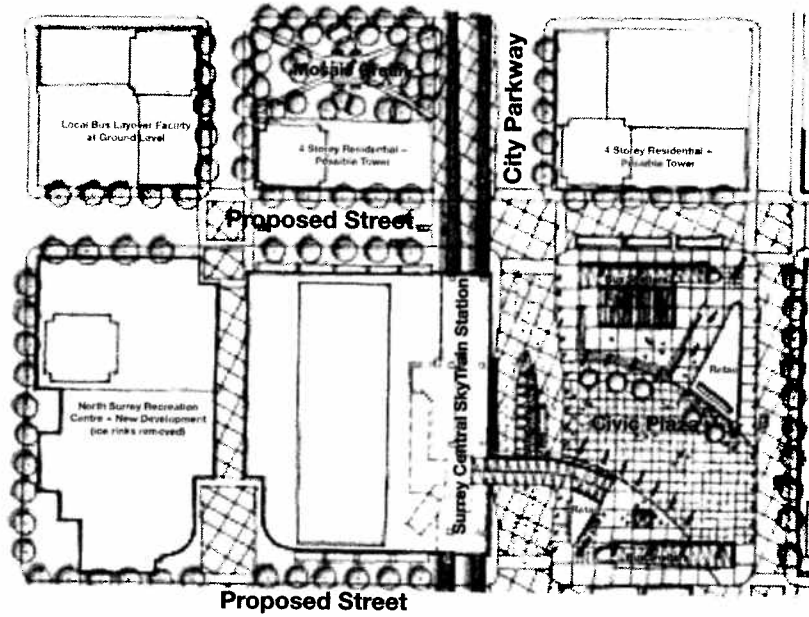 Mosaic Green
Local Bus Layover Facility
at Ground Level
4 Storey Residential +
Possible Tower
City Parkway
4 Storey Residential +
Possible Tower
Proposed Street
Surrey Central SkyTrain Station
Retail
North Surrey Recreation
Centre + New Development
(ice rinks removed)
Civic Plaza
Proposed Street